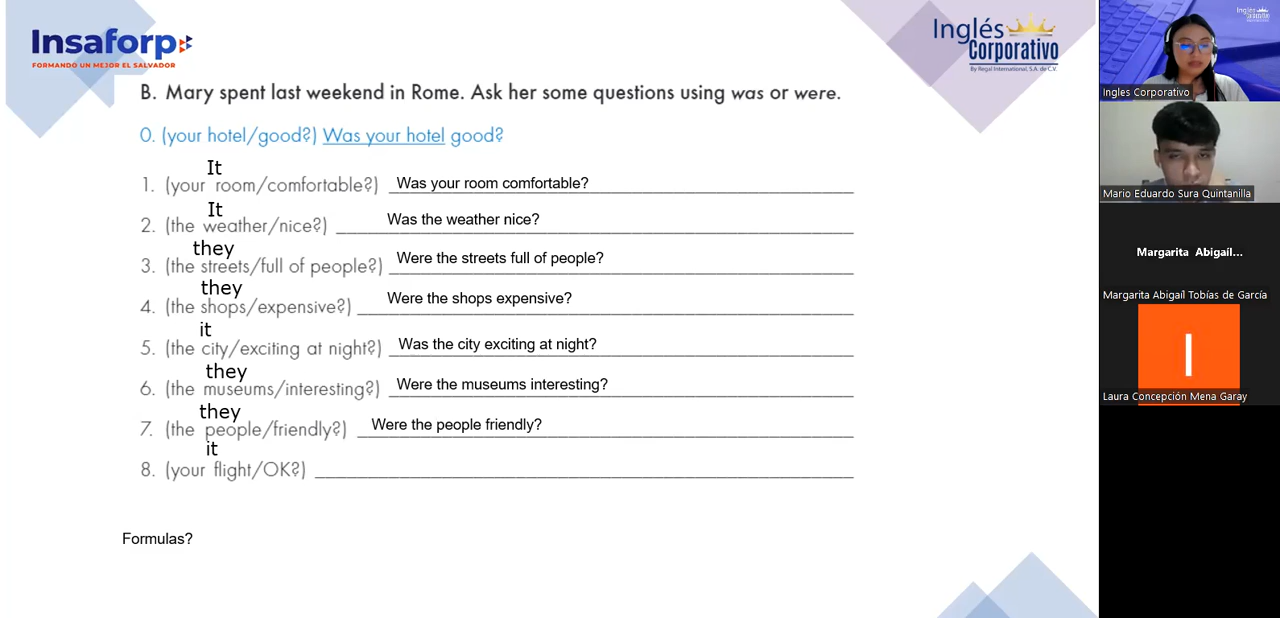 Insaforp
FORMANDO UN MEJOR EL SALVADOR
Inglés
Corporativo
By Regal International, S.A. de C.V.
B. Mary spent last weekend in Rome. Ask her some questions using was or were.
0. (your hotel/good?) Was your hotel good?
It
1. (your room/comfortable?) Was your room comfortable?
It
2. (the weather/nice?) Was the weather nice?
they
3. (the streets/full of people?) Were the streets full of people?
they
4. (the shops/expensive?) Were the shops expensive?
it
5. (the city/exciting at night?) Was the city exciting at night?
they
6. (the museums/interesting?) Were the museums interesting?
they
7. (the people/friendly?) Were the people friendly?
it
8. (your flight/OK?)
Formulas?
Ingles Corporativo
Mario Eduardo Sura Quintanilla
Margarita Abigaíl...
Margarita Abigaíl Tobías de García
I
Laura Concepción Mena Garay